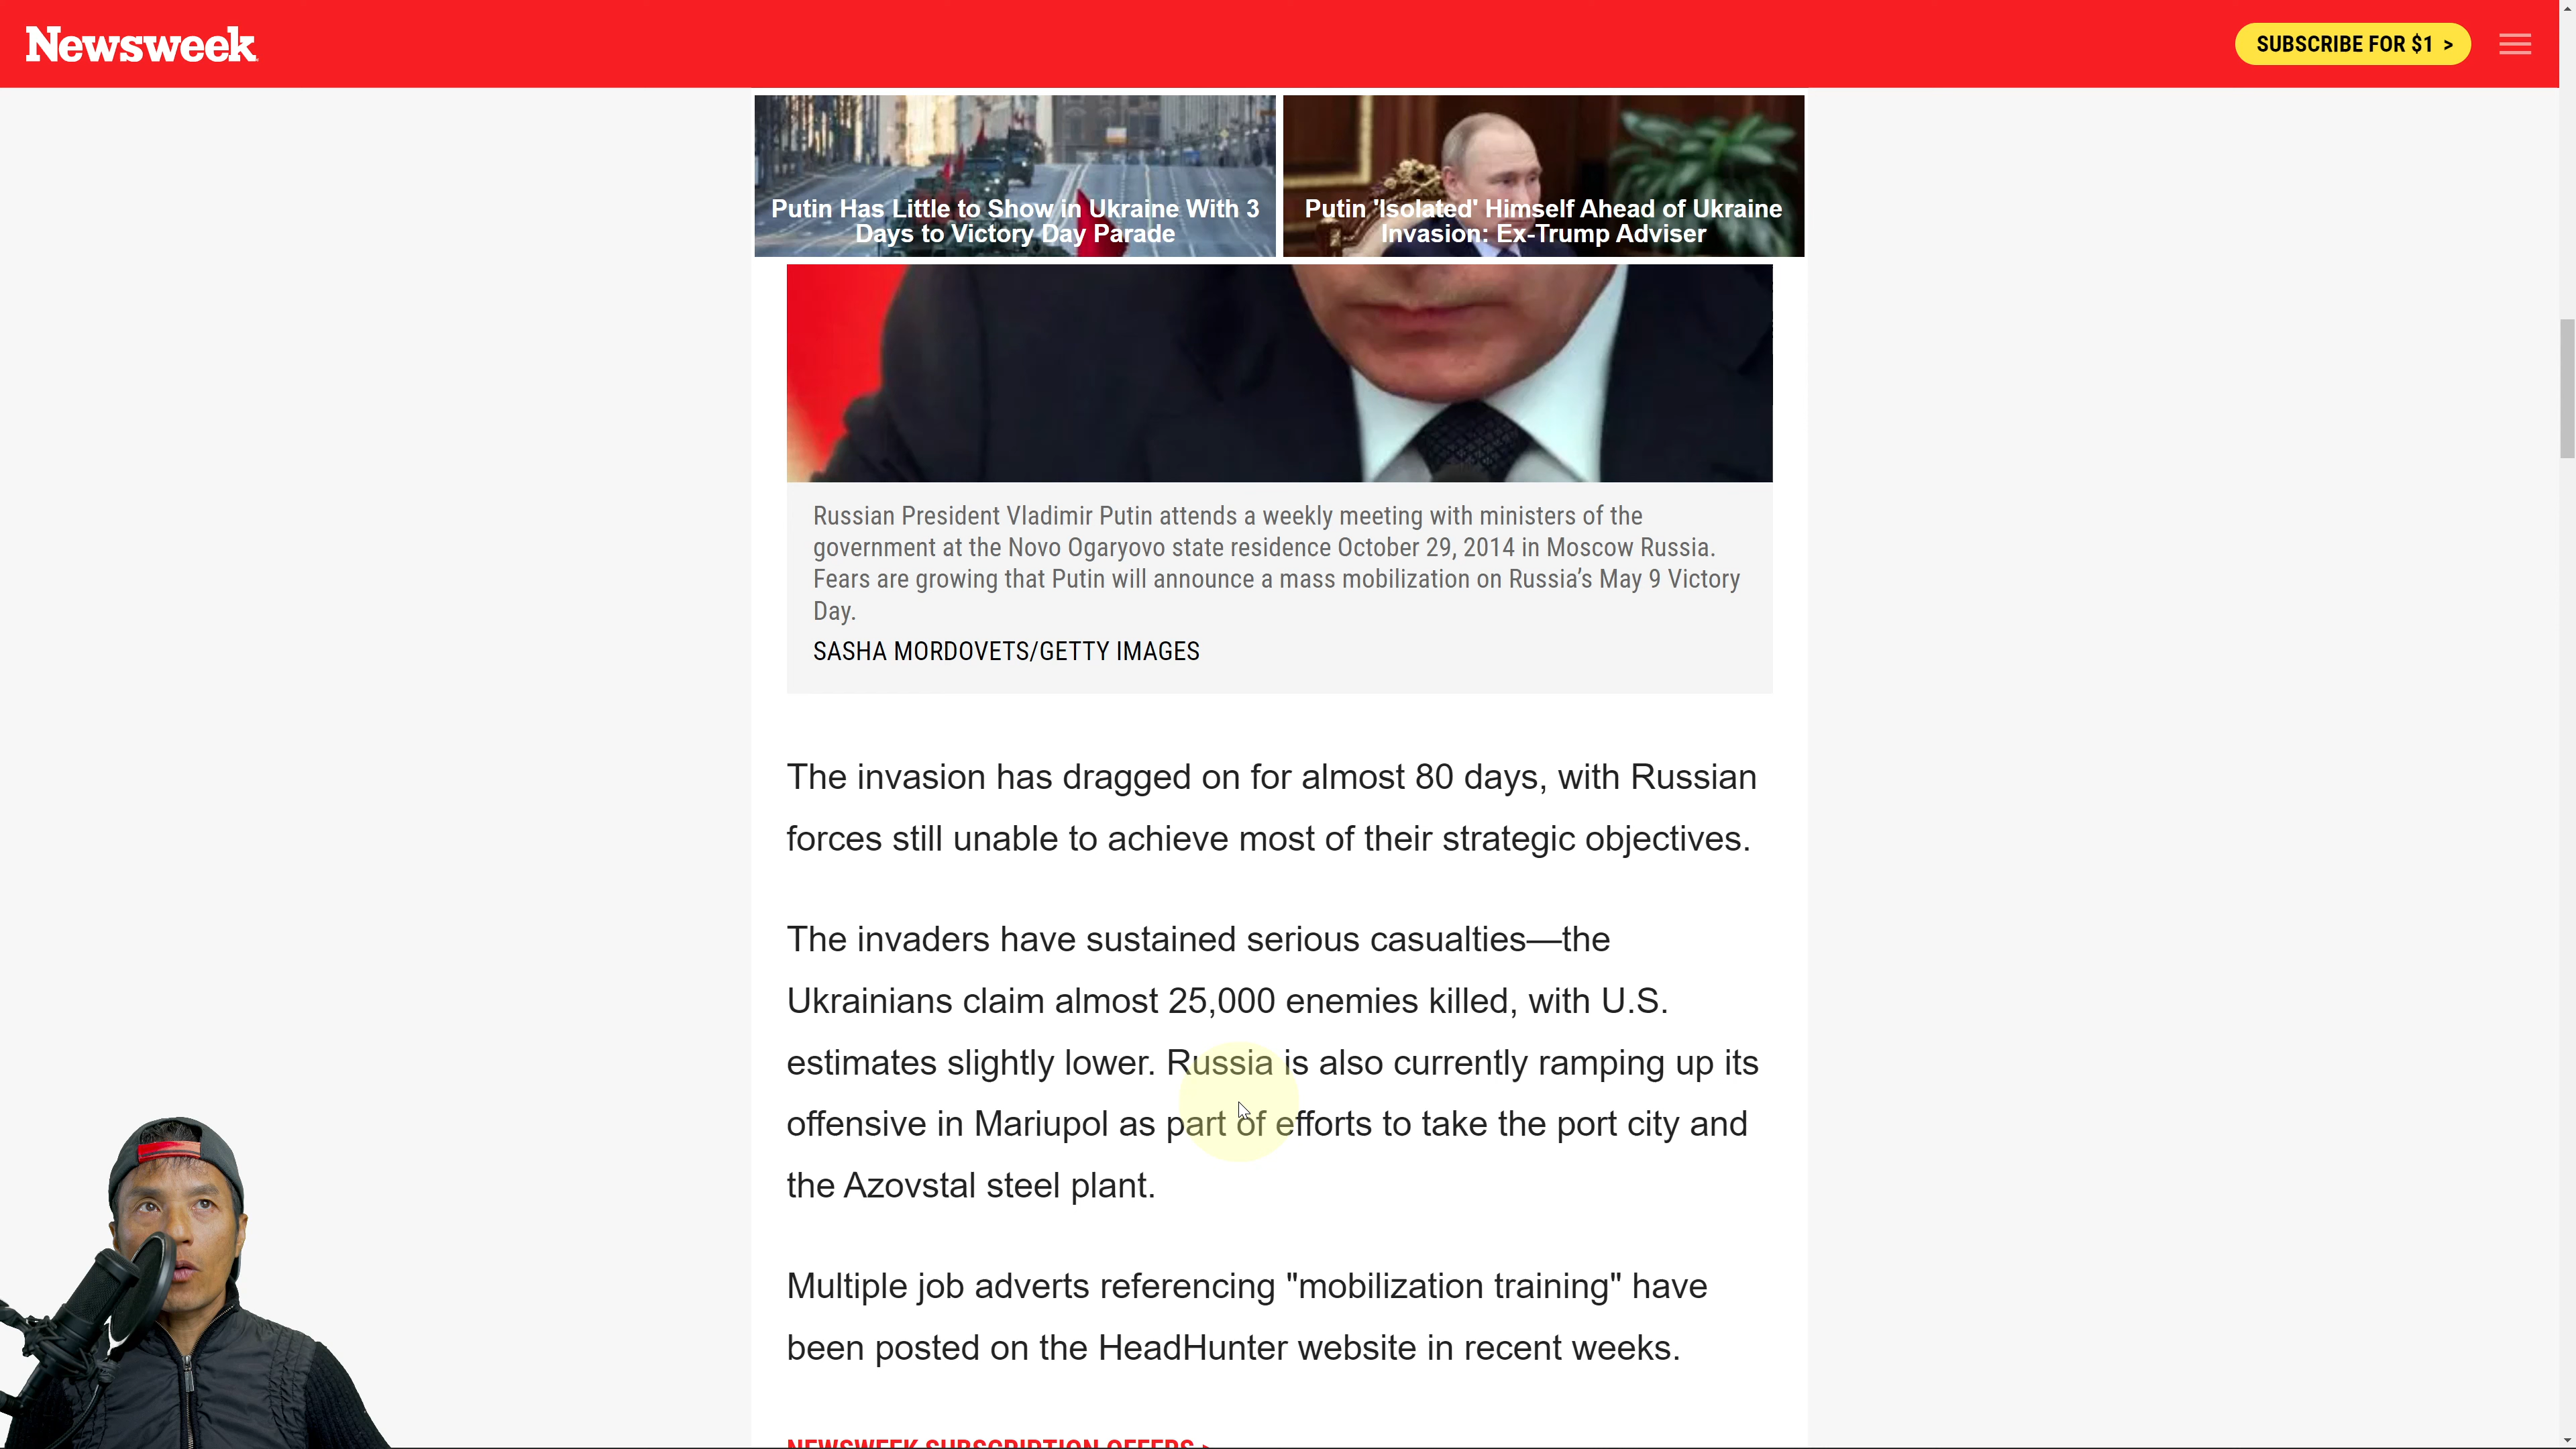 Newsweek
SUBSCRIBE FOR $1 >
Putin Has Little to Show in Ukraine With 3
Days to Victory Day Parade
Putin 'Isolated' Himself Ahead of Ukraine
Invasion: Ex-Trump Adviser
Russian President Vladimir Putin attends a weekly meeting with ministers of the
government at the Novo Ogaryovo state residence October 29, 2014 in Moscow Russia.
Fears are growing that Putin will announce a mass mobilization on Russia’s May 9 Victory
Day.
SASHA MORDOVETS/GETTY IMAGES
The invasion has dragged on for almost 80 days, with Russian
forces still unable to achieve most of their strategic objectives.
The invaders have sustained serious casualties—the
Ukrainians claim almost 25,000 enemies killed, with U.S.
estimates slightly lower. Russia is also currently ramping up its
offensive in Mariupol as part of efforts to take the port city and
the Azovstal steel plant.
Multiple job adverts referencing "mobilization training" have
been posted on the HeadHunter website in recent weeks.
NEWSWEEK SUBSCRIPTION OFFERS >